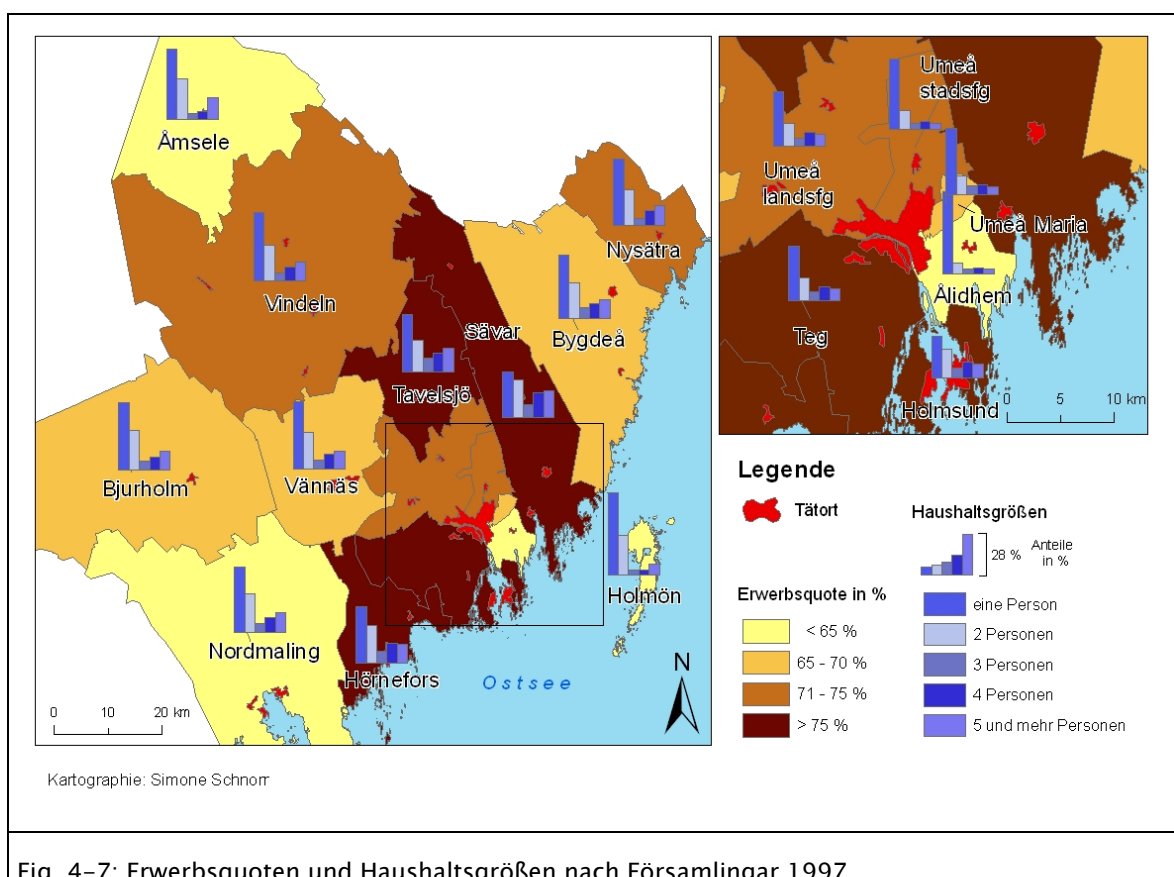 Åmsele
Vindeln
Nysätra
Bygdeå
Sävar
Tavelsjö
Bjurholm
Vännäs
Holmön
Nordmaling
Hörnefors
Ostsee
N
0 10 20 km
Umeå
stadsfg
Umeå
landsfg
Umeå Maria
Ålidhem
Teg
Holmsund
0 5 10 km
Legende
Tätort
Erwerbsquote in %
< 65 %
65 - 70 %
71 - 75 %
> 75 %
Haushaltsgrößen
28 % Anteile
in %
eine Person
2 Personen
3 Personen
4 Personen
5 und mehr Personen
Kartographie: Simone Schnorr
Fig. 4-7: Erwerbsquoten und Haushaltsgrößen nach Församlingar 1997